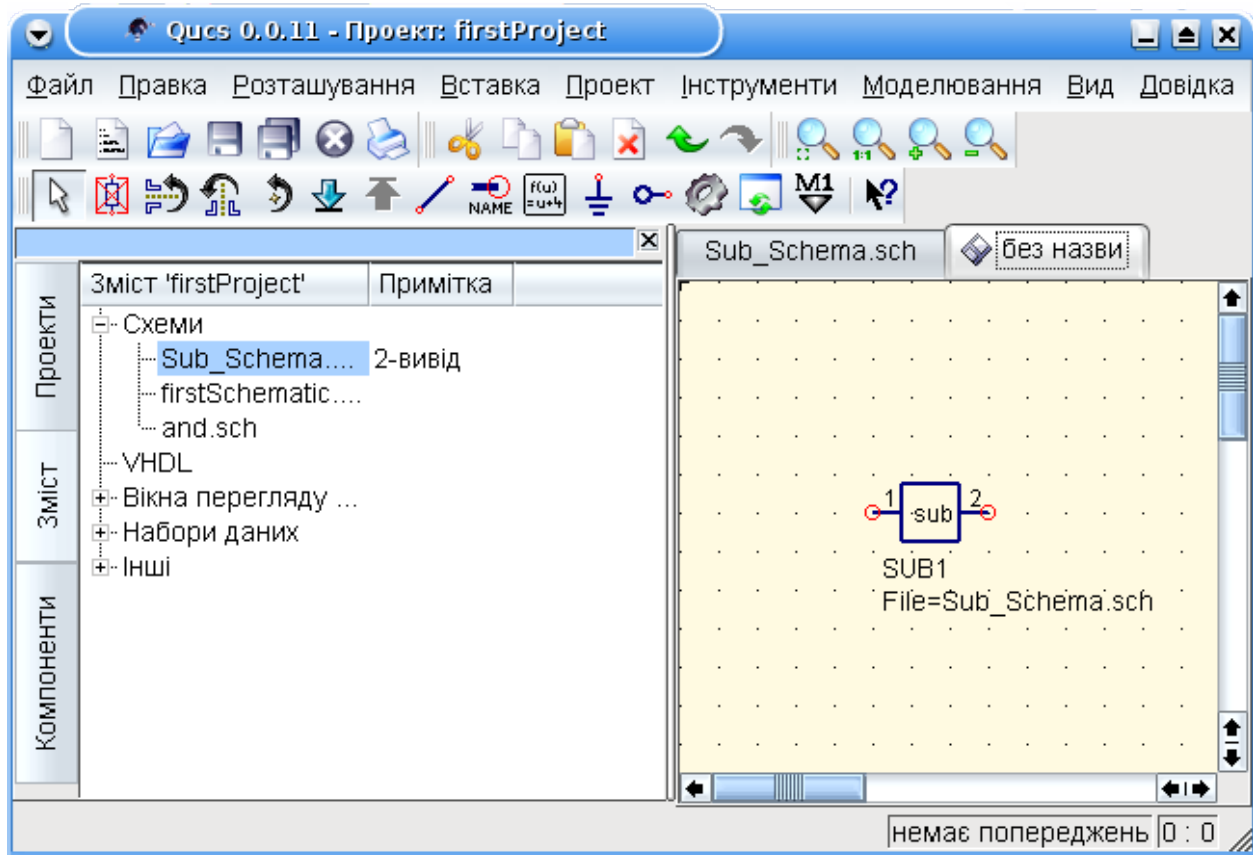 Qucs 0.0.11 - Проект: firstProject
Файл Правка Розташування Вставка Проект Інструменти Моделювання Вид Довідка
1:1
NAME f(u) =u+4 M1 ?
Sub_Schema.sch без назви
Зміст 'firstProject' Примітка
Проекти
Зміст
Компоненти
Схеми
Sub_Schema.... 2-вивід
firstSchematic....
and.sch
VHDL
Вікна перегляду ...
Набори даних
Інші
1 sub 2
SUB1
File=Sub_Schema.sch
немає попереджень 0 : 0